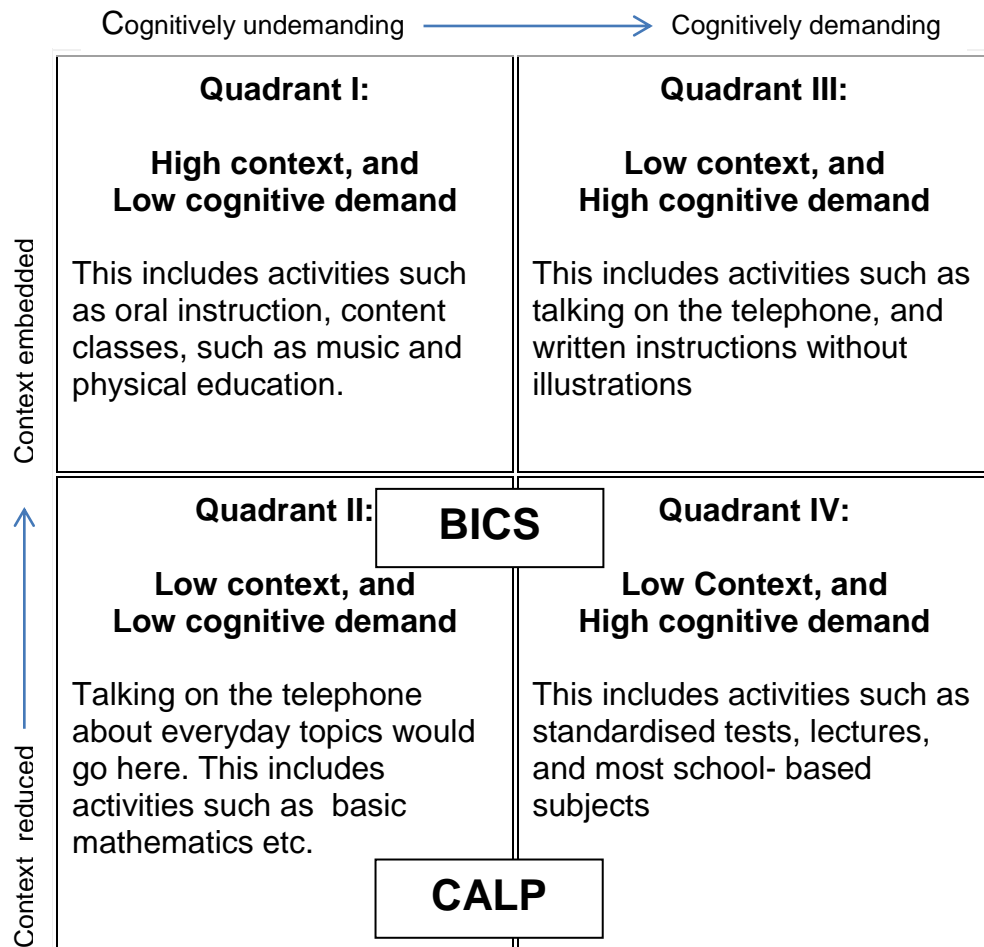 Cognitively undemanding Cognitively demanding
Context embedded
Context reduced
Quadrant I:
High context, and
Low cognitive demand
This includes activities such
as oral instruction, content
classes, such as music and
physical education.
Quadrant III:
Low context, and
High cognitive demand
This includes activities such as
talking on the telephone, and
written instructions without
illustrations
Quadrant II:
Low context, and
Low cognitive demand
Talking on the telephone
about everyday topics would
go here. This includes
activities such as basic
mathematics etc.
BICS
Quadrant IV:
Low Context, and
High cognitive demand
This includes activities such as
standardised tests, lectures,
and most school- based
subjects
CALP